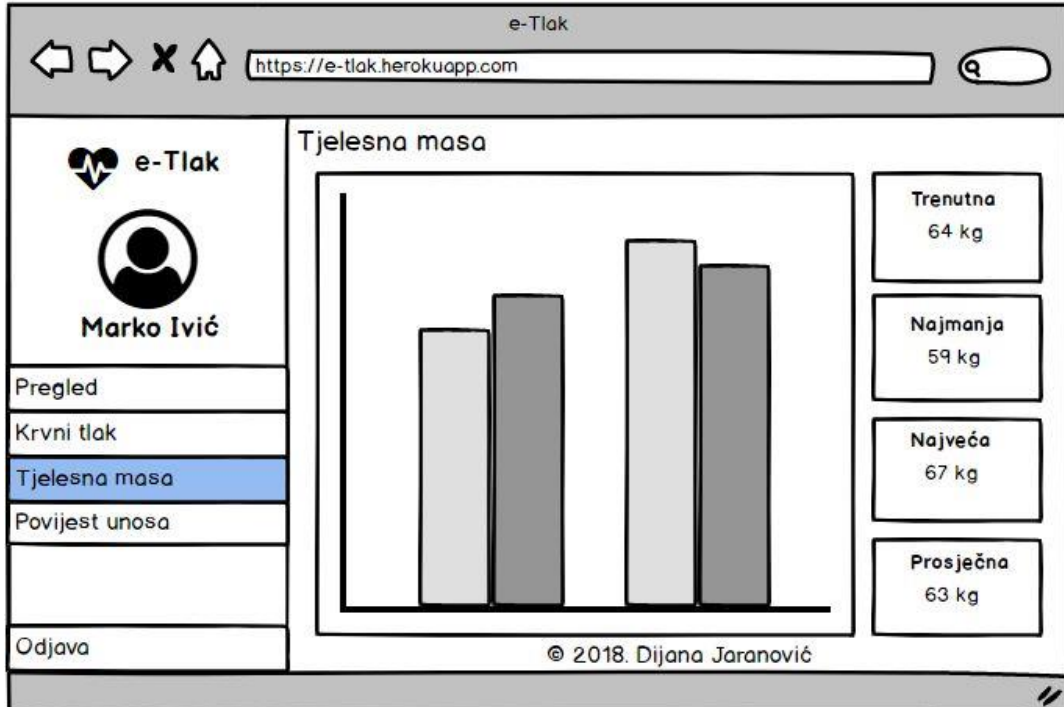 e-Tlak
https://e-tlak.herokuapp.com
e-Tlak
Marko Ivić
Pregled
Krvni tlak
Tjelesna masa
Povijest unosa
Odjava
Tjelesna masa
Trenutna
64 kg
Najmanja
59 kg
Najveća
67 kg
Prosječna
63 kg
© 2018. Dijana Jaranović